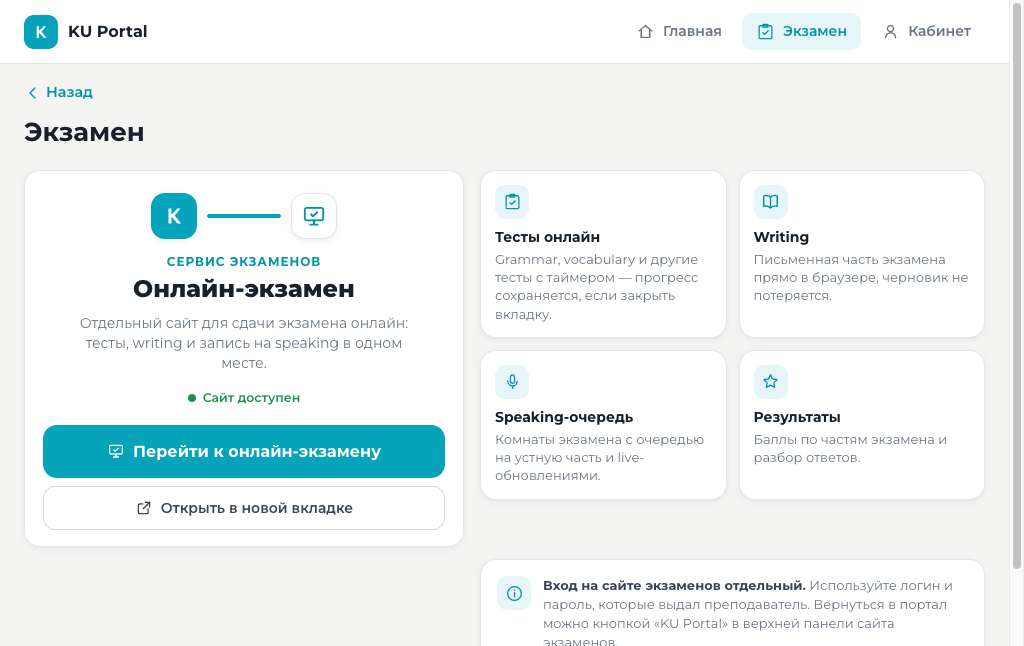 K
KU Portal
Главная
Экзамен
Кабинет
Назад
Экзамен
K
СЕРВИС ЭКЗАМЕНОВ
Онлайн-экзамен
Отдельный сайт для сдачи экзамена онлайн:
тесты, writing и запись на speaking в одном
месте.
Сайт доступен
Перейти к онлайн-экзамену
Открыть в новой вкладке
Тесты онлайн
Grammar, vocabulary и другие
тесты с таймером — прогресс
сохраняется, если закрыть
вкладку.
Writing
Письменная часть экзамена
прямо в браузере, черновик не
потеряется.
Speaking-очередь
Комнаты экзамена с очередью
на устную часть и live-
обновлениями.
Результаты
Баллы по частям экзамена и
разбор ответов.
Вход на сайте экзаменов отдельный. Используйте логин и
пароль, которые выдал преподаватель. Вернуться в портал
можно кнопкой «KU Portal» в верхней панели сайта
экзаменов.